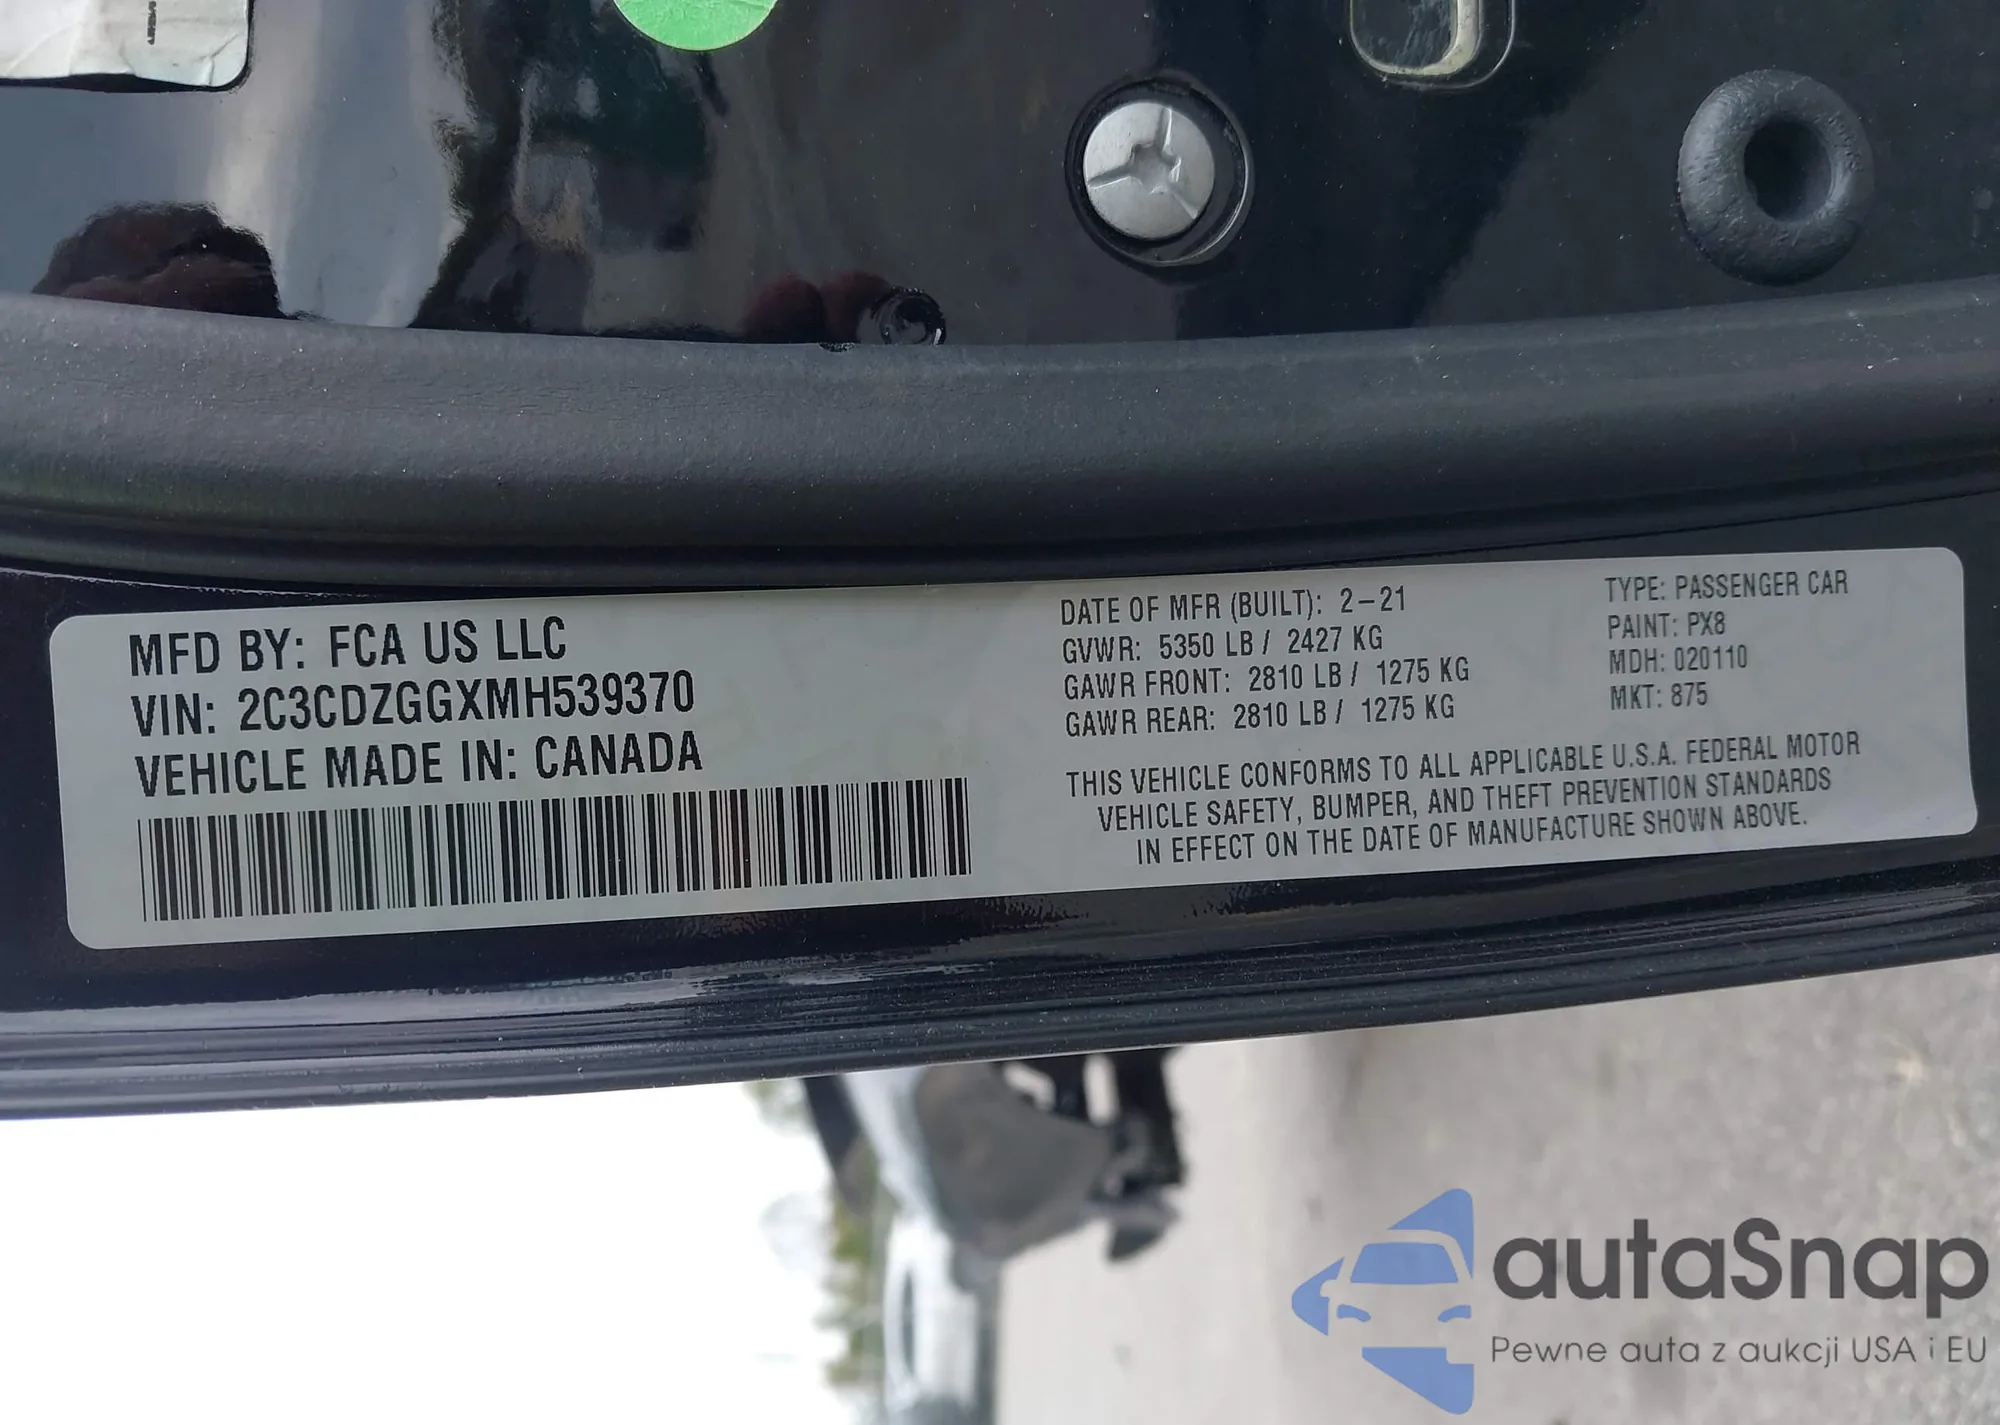 MFD BY: FCA US LLC
VIN: 2C3CDZGGXMH539370
VEHICLE MADE IN: CANADA
DATE OF MFR (BUILT): 2-21
GVWR: 5350 LB / 2427 KG
GAWR FRONT: 2810 LB / 1275 KG
GAWR REAR: 2810 LB / 1275 KG
TYPE: PASSENGER CAR
PAINT: PX8
MDH: 020110
MKT: 875
THIS VEHICLE CONFORMS TO ALL APPLICABLE U.S.A. FEDERAL MOTOR
VEHICLE SAFETY, BUMPER, AND THEFT PREVENTION STANDARDS
IN EFFECT ON THE DATE OF MANUFACTURE SHOWN ABOVE.
autaSnap
Pewne auta z aukcji USA i EU